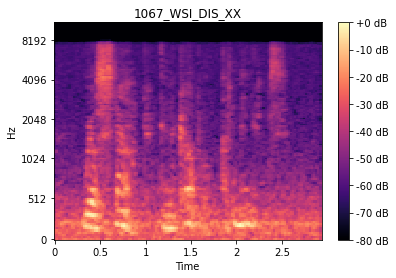 1067_WSI_DIS_XX
8192
4096
2048
1024
512
0
Hz
0
0.5
1
1.5
2
2.5
Time
+0 dB
-10 dB
-20 dB
-30 dB
-40 dB
-50 dB
-60 dB
-70 dB
-80 dB